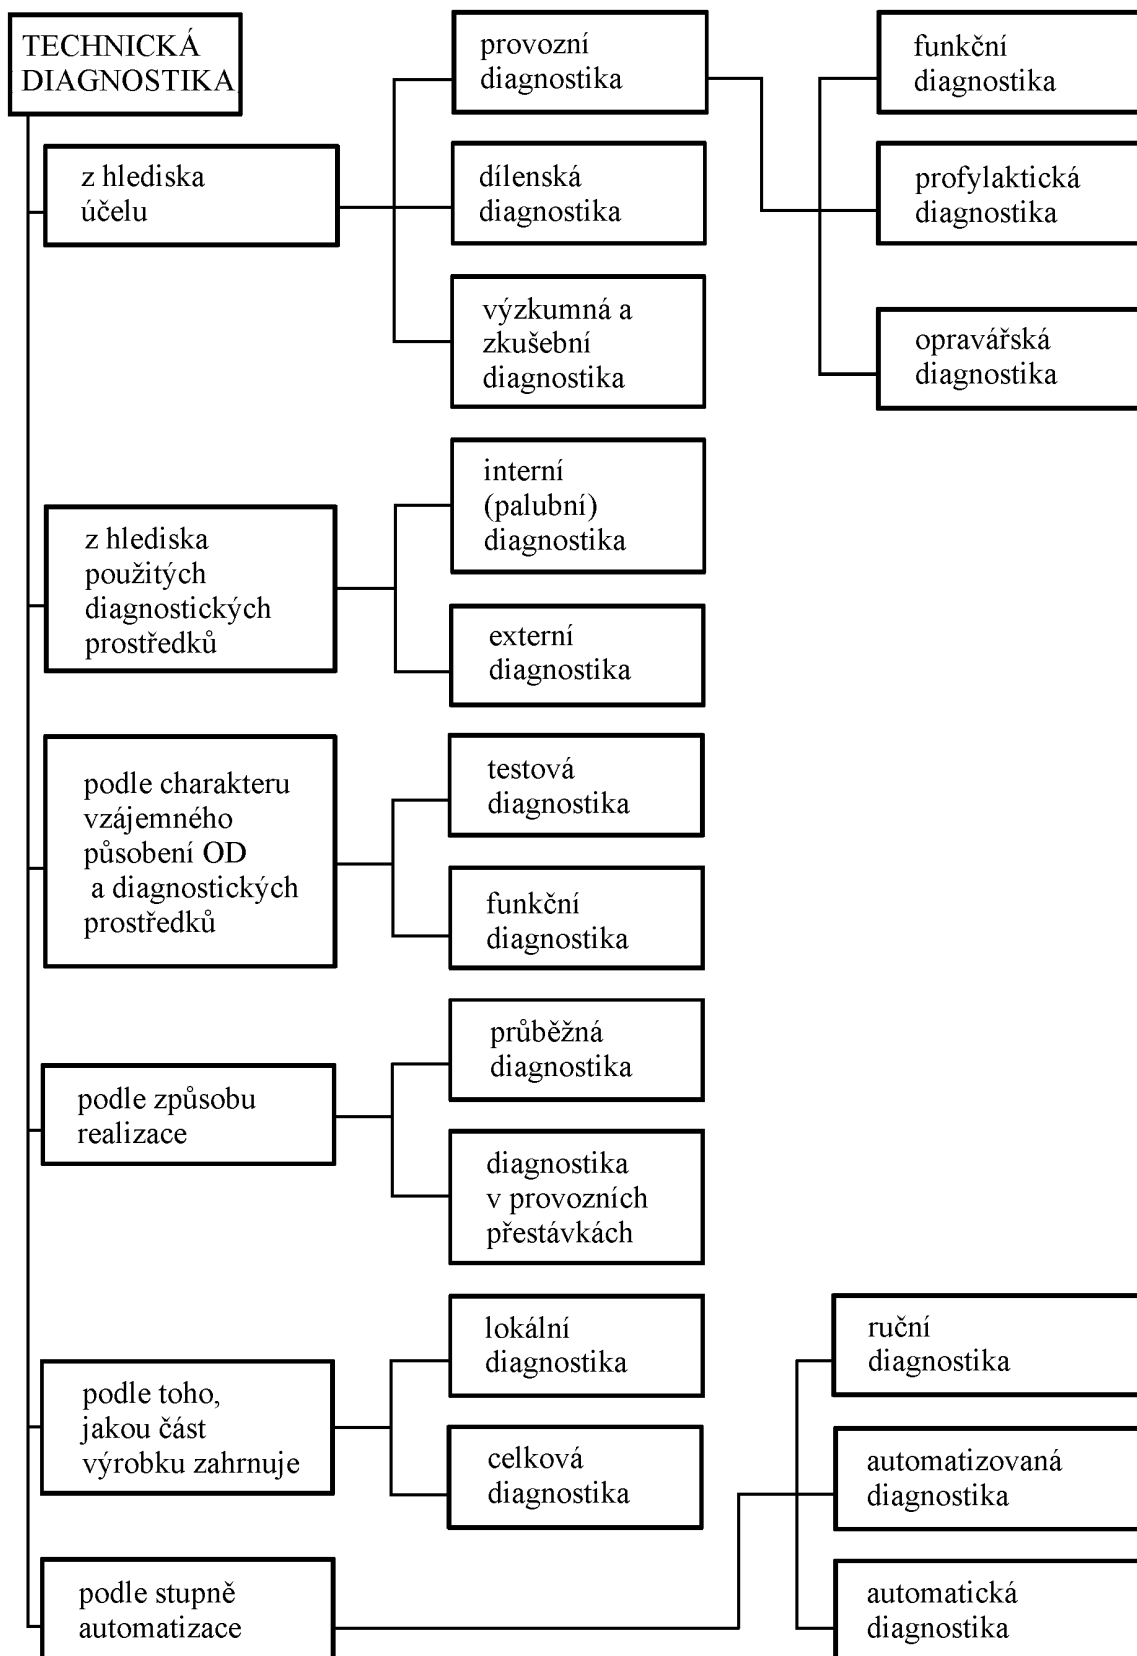 TECHNICKÁ
DIAGNOSTIKA
z hlediska
účelu
provozní
diagnostika
dílenská
diagnostika
výzkumná a
zkušební
diagnostika
funkční
diagnostika
profylaktická
diagnostika
opravářská
diagnostika
z hlediska
použitých
diagnostických
prostředků
interní
(palubní)
diagnostika
externí
diagnostika
podle charakteru
vzájemného
působení OD
a diagnostických
prostředků
testová
diagnostika
funkční
diagnostika
podle způsobu
realizace
průběžná
diagnostika
diagnostika
v provozních
přestávkách
podle toho,
jakou část
výrobku zahrnuje
lokální
diagnostika
celková
diagnostika
podle stupně
automatizace
ruční
diagnostika
automatizovaná
diagnostika
automatická
diagnostika